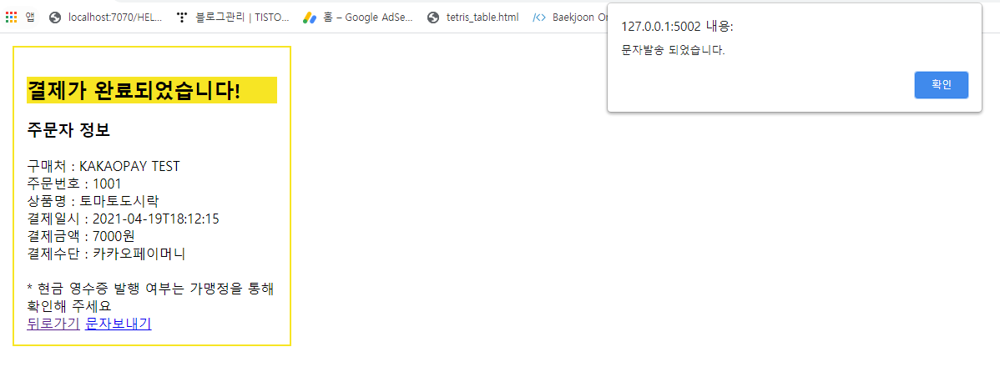 앱 localhost:7070/HEL... 블로그관리 | TISTO... 홈 – Google AdSe... tetris_table.html Baekjoon On
127.0.0.1:5002 내용:
문자발송 되었습니다.
확인
결제가 완료되었습니다!
주문자 정보
구매처 : KAKAOPAY TEST
주문번호 : 1001
상품명 : 토마토도시락
결제일시 : 2021-04-19T18:12:15
결제금액 : 7000원
결제수단 : 카카오페이머니
* 현금 영수증 발행 여부는 가맹정을 통해
확인해 주세요
뒤로가기 문자보내기